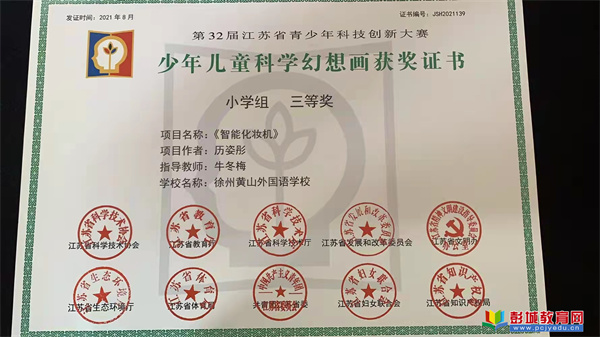 发证时间：2021年8月
证书编号：JSH2021139
第32届江苏省青少年科技创新大赛
少年儿童科学幻想画获奖证书
小学组 三等奖
项目名称：《智能化妆机》
项目作者：历姿彤
指导教师：牛冬梅
学校名称：徐州黄山外国语学校
江苏省科学技术协会 江苏省教育厅 江苏省科学技术厅 江苏省发展和改革委员会 江苏省文明办
江苏省生态环境厅 江苏省体育局 共青团江苏省委 江苏省妇女联合会 江苏省知识产权局
彭城教育网
www.pcjyedu.cn